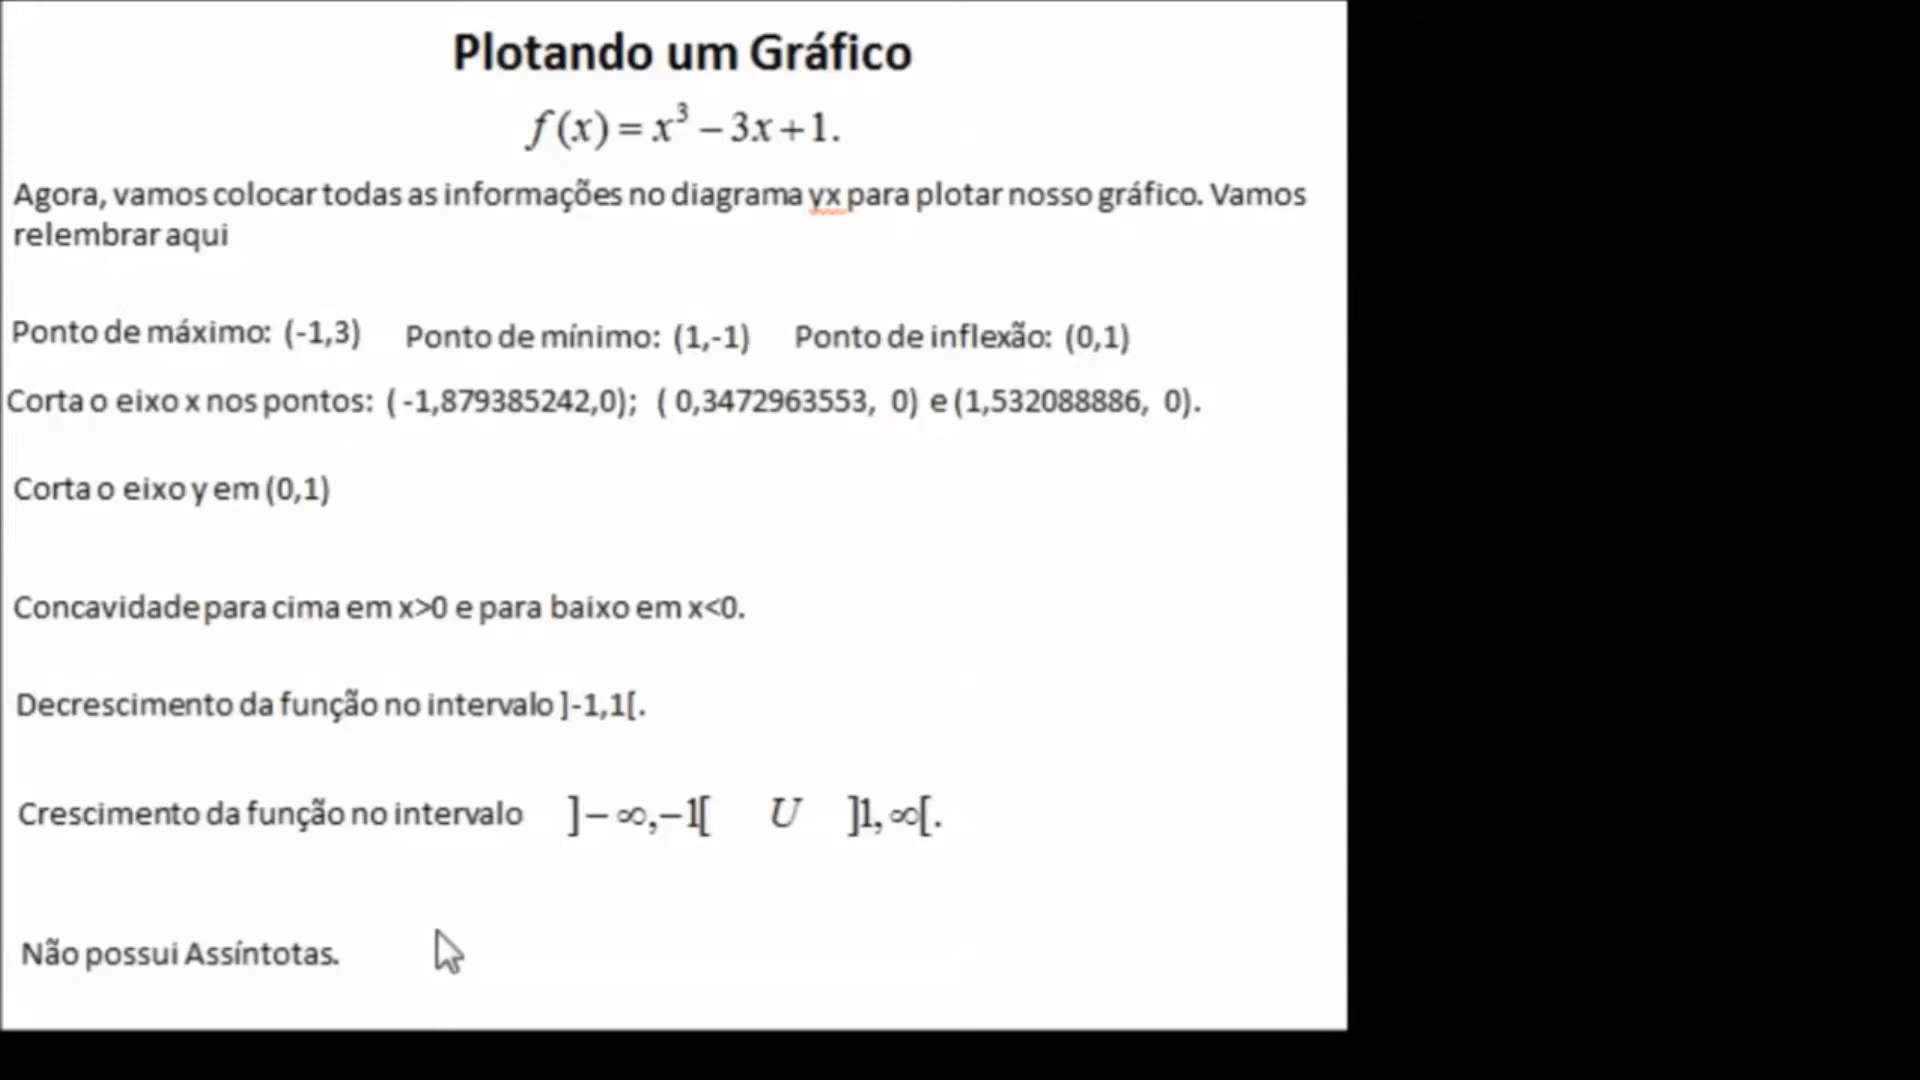 Plotando um Gráfico
f(x) = x³ − 3x + 1.
Agora, vamos colocar todas as informações no diagrama yx para plotar nosso gráfico. Vamos
relembrar aqui
Ponto de máximo: (-1,3) Ponto de mínimo: (1,-1) Ponto de inflexão: (0,1)
Corta o eixo x nos pontos: ( -1,879385242,0); ( 0,3472963553, 0) e (1,532088886, 0).
Corta o eixo y em (0,1)
Concavidade para cima em x>0 e para baixo em x<0.
Decrescimento da função no intervalo ]-1,1[.
Crescimento da função no intervalo ]− ∞,−1[ U ]1, ∞[.
Não possui Assíntotas.